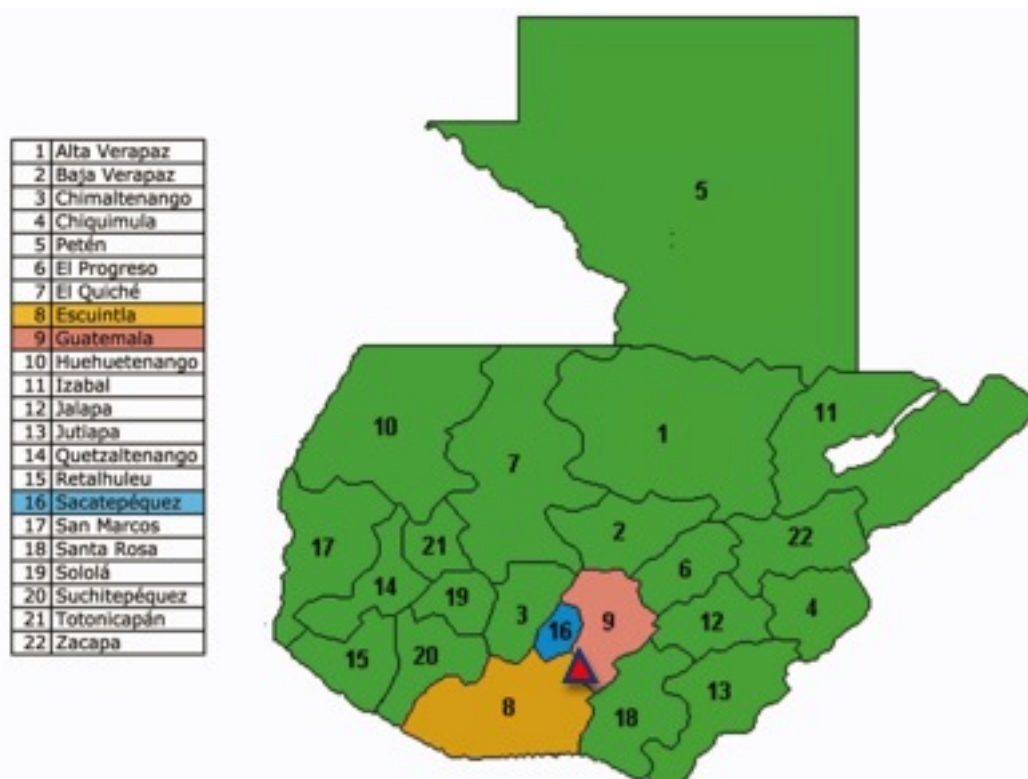 1 Alta Verapaz
2 Baja Verapaz
3 Chimaltenango
4 Chiquimula
5 Petén
6 El Progreso
7 El Quiché
8 Escuintla
9 Guatemala
10 Huehuetenango
11 Izabal
12 Jalapa
13 Jutiapa
14 Quetzaltenango
15 Retalhuleu
16 Sacatepéquez
17 San Marcos
18 Santa Rosa
19 Sololá
20 Suchitepéquez
21 Totonicapán
22 Zacapa
5
10
7
1
11
17
14
21
2
22
19
3
16
9
6
12
4
15
20
8
18
13